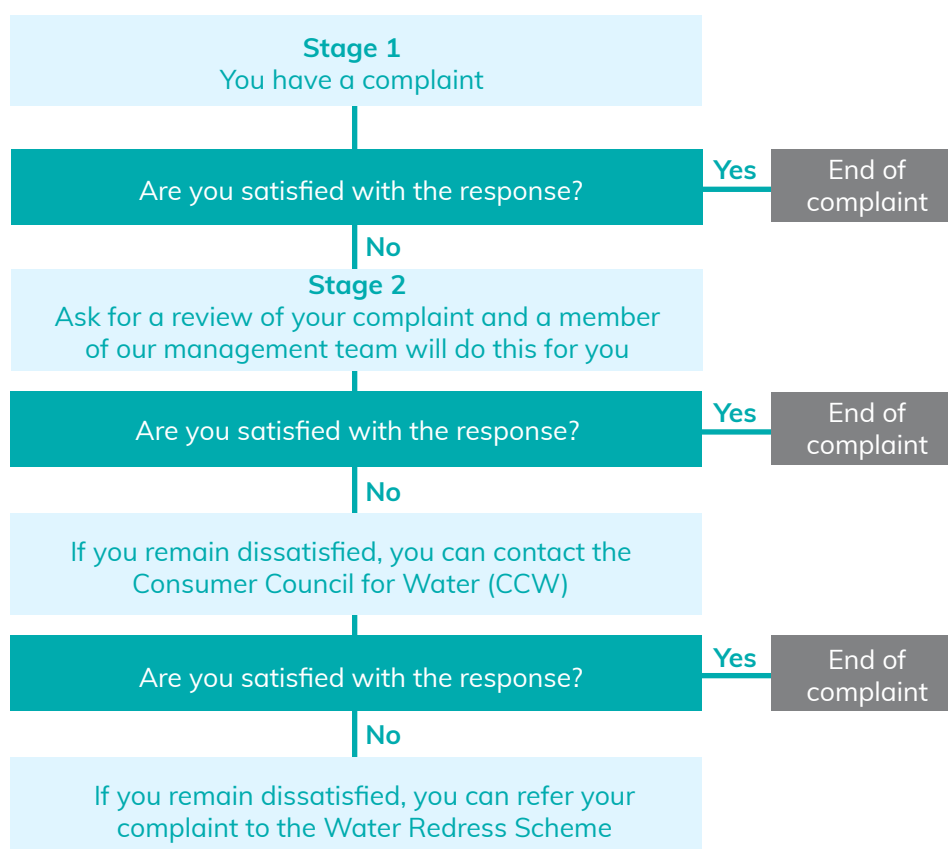 Stage 1
You have a complaint
Are you satisfied with the response?
Yes
End of
complaint
No
Stage 2
Ask for a review of your complaint and a member
of our management team will do this for you
Are you satisfied with the response?
Yes
End of
complaint
No
If you remain dissatisfied, you can contact the
Consumer Council for Water (CCW)
Are you satisfied with the response?
Yes
End of
complaint
No
If you remain dissatisfied, you can refer your
complaint to the Water Redress Scheme